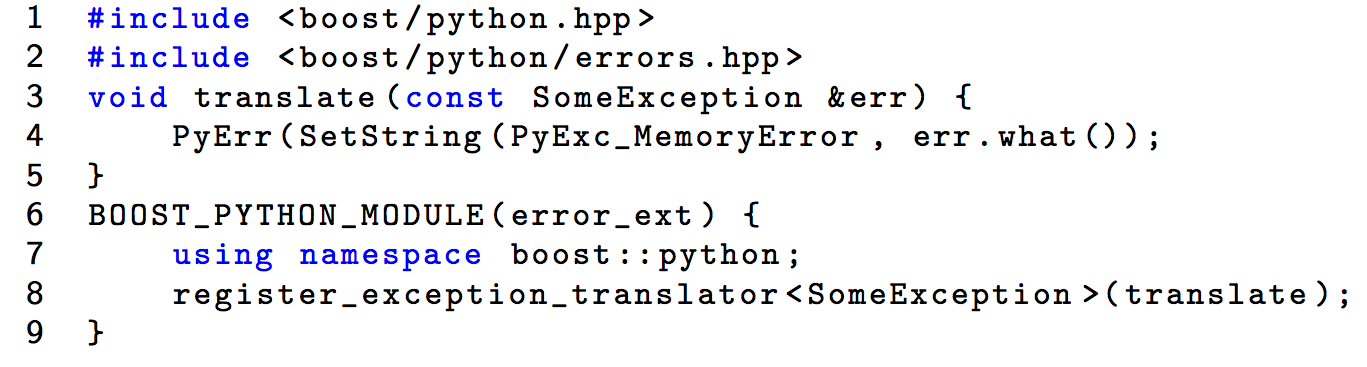 1 #include <boost/python.hpp>
2 #include <boost/python/errors.hpp>
3 void translate(const SomeException &err) {
4     PyErr(SetString(PyExc_MemoryError, err.what());
5 }
6 BOOST_PYTHON_MODULE(error_ext) {
7     using namespace boost::python;
8     register_exception_translator<SomeException>(translate);
9 }